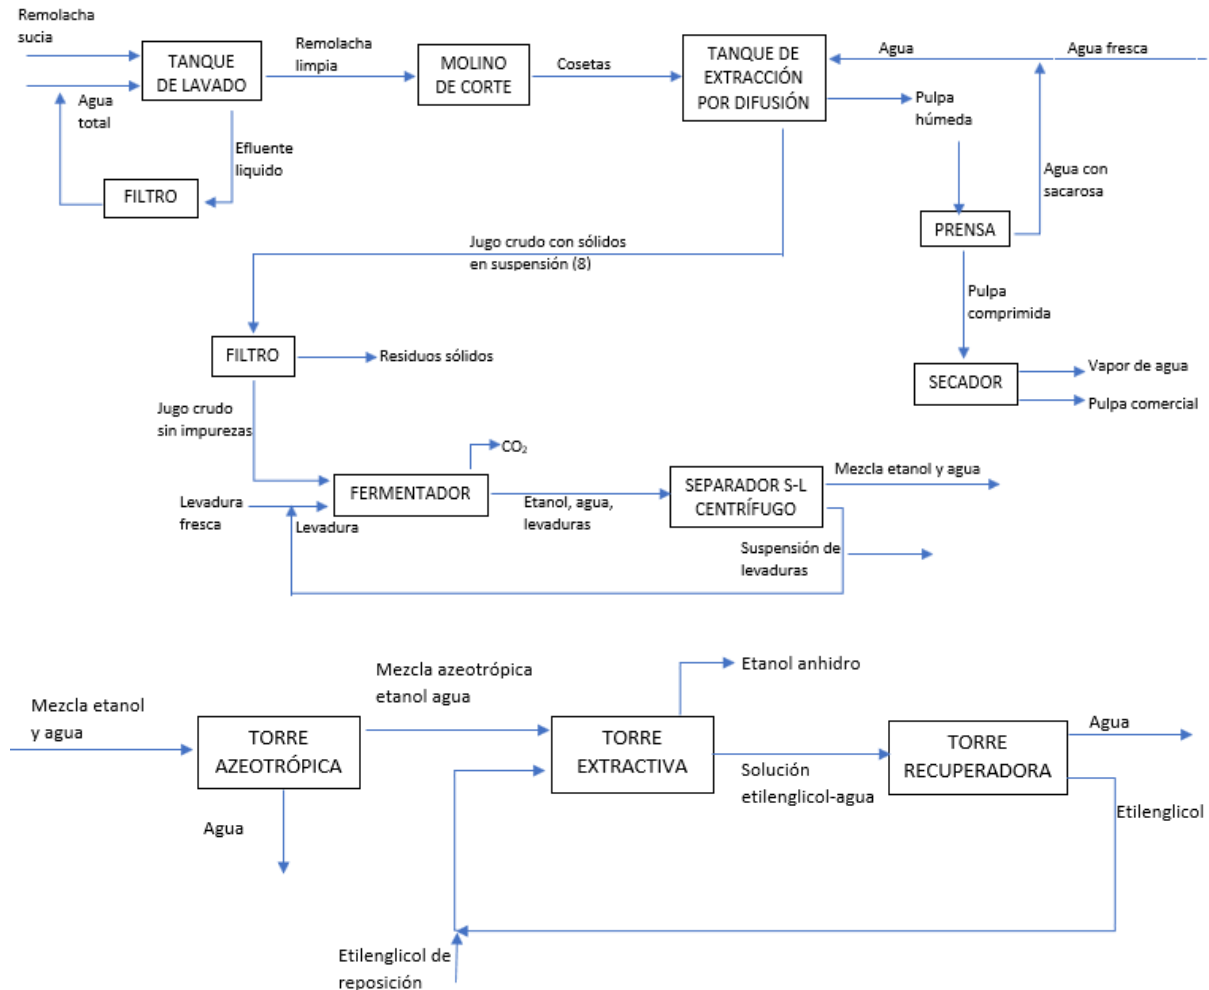 Remolacha
sucia
TANQUE
DE LAVADO
Agua
total
Remolacha
limpia
MOLINO
DE CORTE
Cosetas
TANQUE DE
EXTRACCIÓN
POR DIFUSIÓN
Agua
Agua fresca
Pulpa
húmeda
Efluente
liquido
FILTRO
Agua con
sacarosa
PRENSA
Jugo crudo con sólidos
en suspensión (8)
Pulpa
comprimida
FILTRO
Residuos sólidos
SECADOR
Vapor de agua
Pulpa comercial
Jugo crudo
sin impurezas
CO₂
FERMENTADOR
Levadura
fresca
Levadura
Etanol, agua,
levaduras
SEPARADOR S-L
CENTRÍFUGO
Mezcla etanol y agua
Suspensión de
levaduras
Mezcla etanol
y agua
TORRE
AZEOTRÓPICA
Agua
Mezcla azeotrópica
etanol agua
TORRE
EXTRACTIVA
Etanol anhidro
Solución
etilenglicol-agua
TORRE
RECUPERADORA
Agua
Etilenglicol
Etilenglicol de
reposición